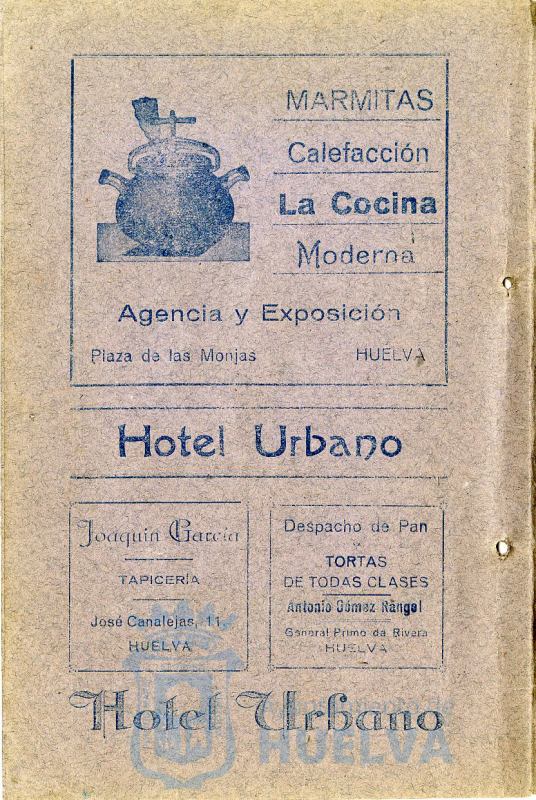 MARMITAS
Calefacción
La Cocina
Moderna
Agencia y Exposición
Plaza de las Monjas HUELVA
Hotel Urbano
Joaquín García
TAPICERÍA
José Canalejas, 11
HUELVA
Despacho de Pan
Y
TORTAS
DE TODAS CLASES
Antonio Gómez Rangel
General Primo de Rivera
HUELVA
Hotel Urbano
HUELVA